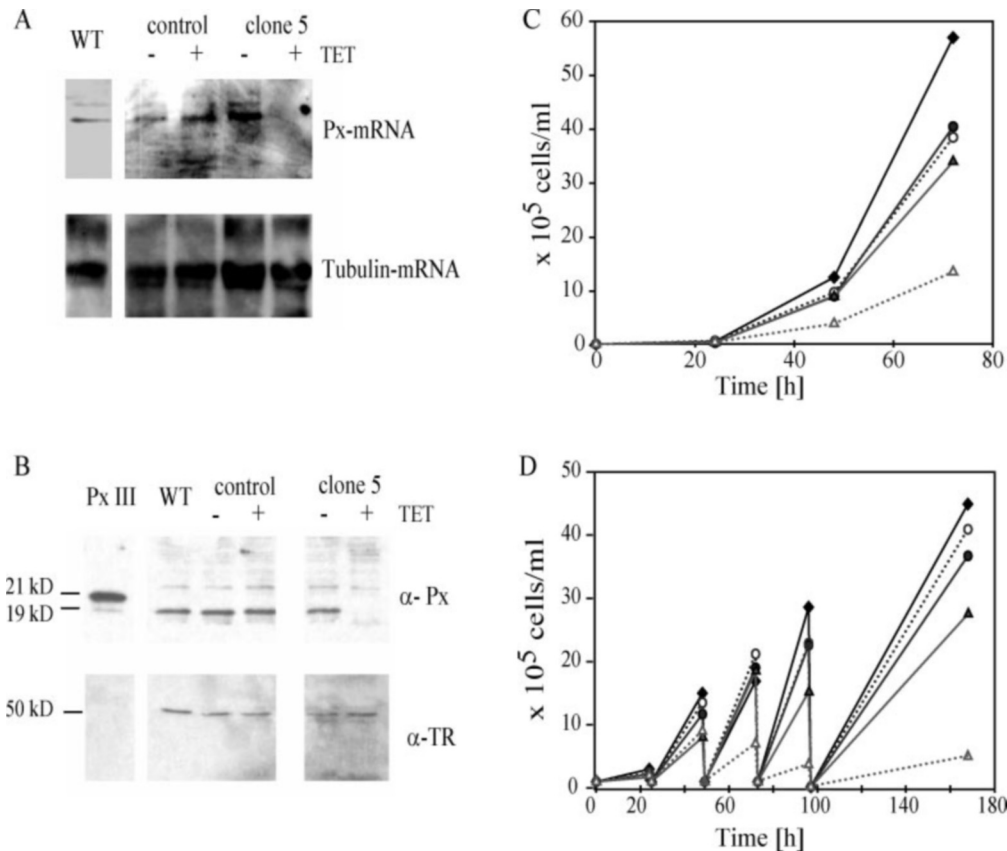 A
WT
control
clone 5
- + - + TET
Px-mRNA
Tubulin-mRNA
B
Px III
WT
control
clone 5
- + - + TET
21 kD
19 kD
α- Px
50 kD
α-TR
C
x 10⁵ cells/ml
60
50
40
30
20
10
0
0 20 40 60 80
Time [h]
D
x 10⁵ cells/ml
50
40
30
20
10
0
0 20 60 100 140 180
Time [h]